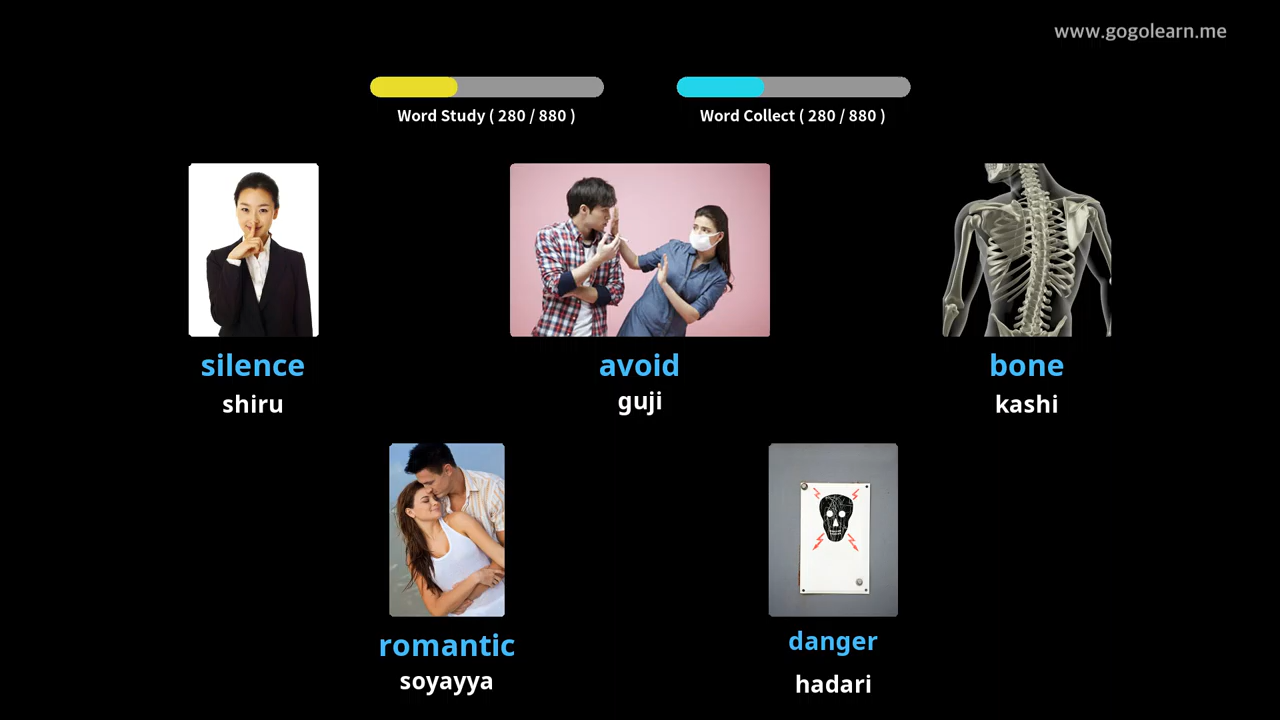 www.gogolearn.me
Word Study ( 280 / 880 )
Word Collect ( 280 / 880 )
silence
shiru
avoid
guji
bone
kashi
romantic
soyayya
danger
hadari